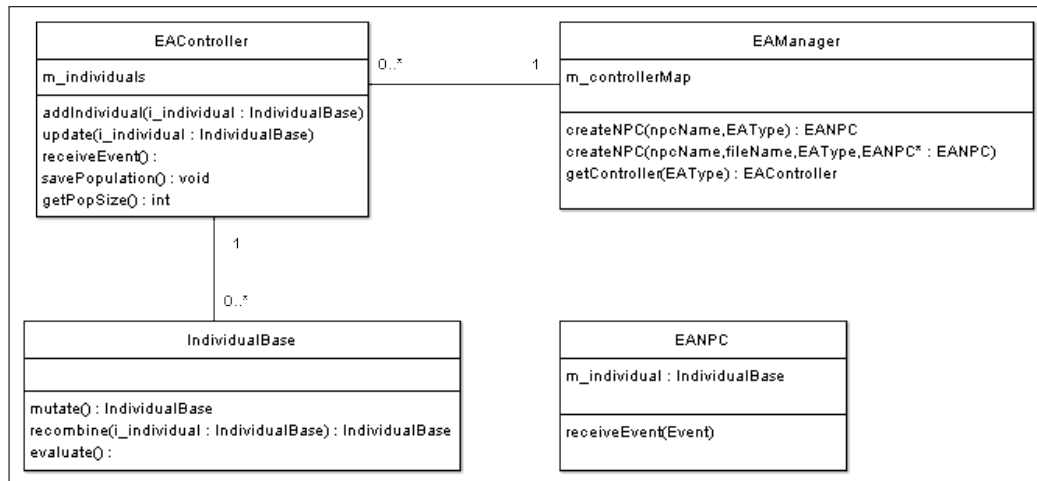 EAController
m_individuals
addIndividual(i_individual : IndividualBase)
update(i_individual : IndividualBase)
receiveEvent() :
savePopulation() : void
getPopSize() : int
0..*
1
EAManager
m_controllerMap
createNPC(npcName,EAType) : EANPC
createNPC(npcName,fileName,EAType,EANPC* : EANPC)
getController(EAType) : EAController
1
0..*
IndividualBase
mutate() : IndividualBase
recombine(i_individual : IndividualBase) : IndividualBase
evaluate() :
EANPC
m_individual : IndividualBase
receiveEvent(Event)